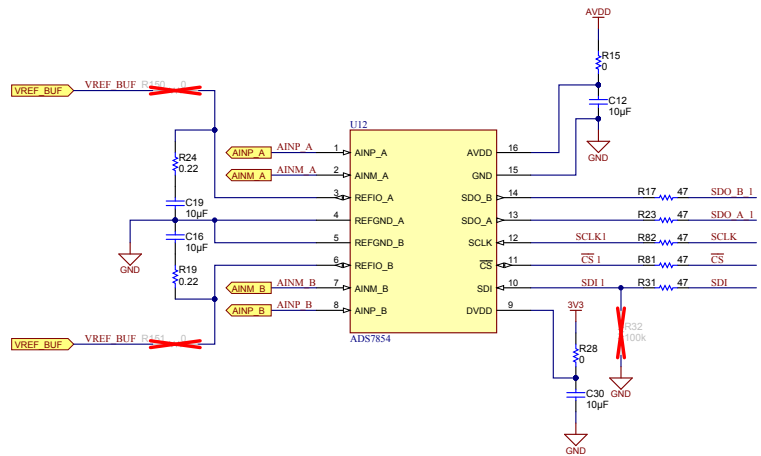 AVDD
R15
0
VREF_BUF VREF_BUF R150 0
C12
10µF
GND
U12
AINP_A AINP_A 1 AINP_A AVDD 16
AINM_A AINM_A 2 AINM_A GND 15
R24
0.22
3 REFIO_A SDO_B 14 R17 47 SDO_B_1
C19
10µF
4 REFGND_A SDO_A 13 R23 47 SDO_A_1
GND
C16
10µF
5 REFGND_B SCLK 12 SCLK1 R82 47 SCLK
6 REFIO_B CS 11 CS 1 R81 47 CS
R19
0.22
AINM_B AINM_B 7 AINM_B SDI 10 SDI 1 R31 47 SDI
AINP_B AINP_B 8 AINP_B DVDD 9
3V3
ADS7854
R32
100k
VREF_BUF VREF_BUF R151 0
R28
0
C30
10µF
GND
GND